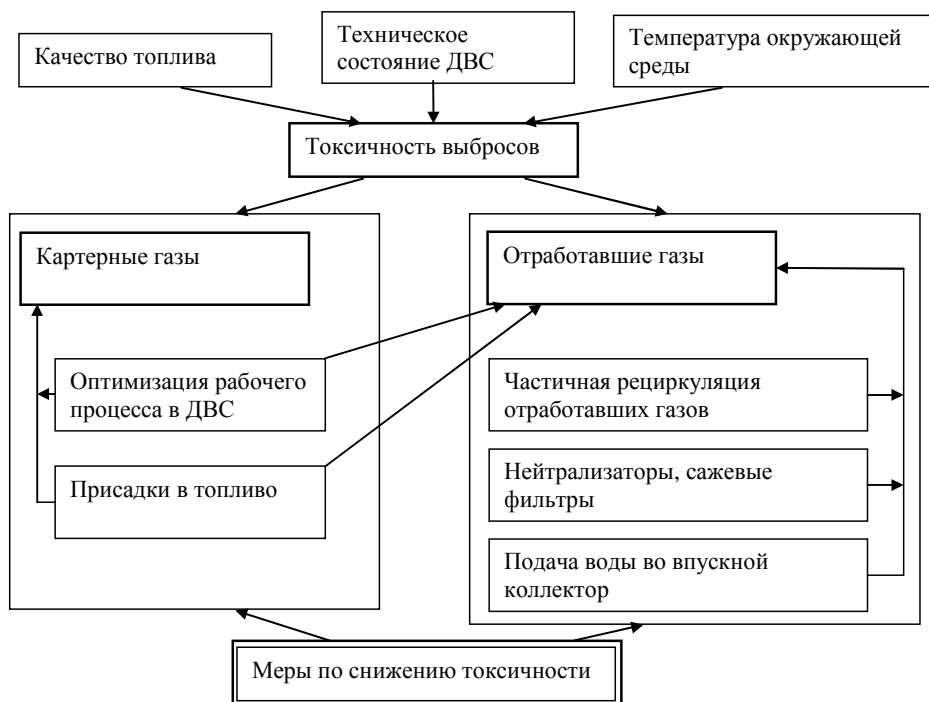 Качество топлива
Техническое
состояние ДВС
Температура окружающей
среды
Токсичность выбросов
Картерные газы
Отработавшие газы
Оптимизация рабочего
процесса в ДВС
Частичная рециркуляция
отработавших газов
Присадки в топливо
Нейтрализаторы, сажевые
фильтры
Подача воды во впускной
коллектор
Меры по снижению токсичности